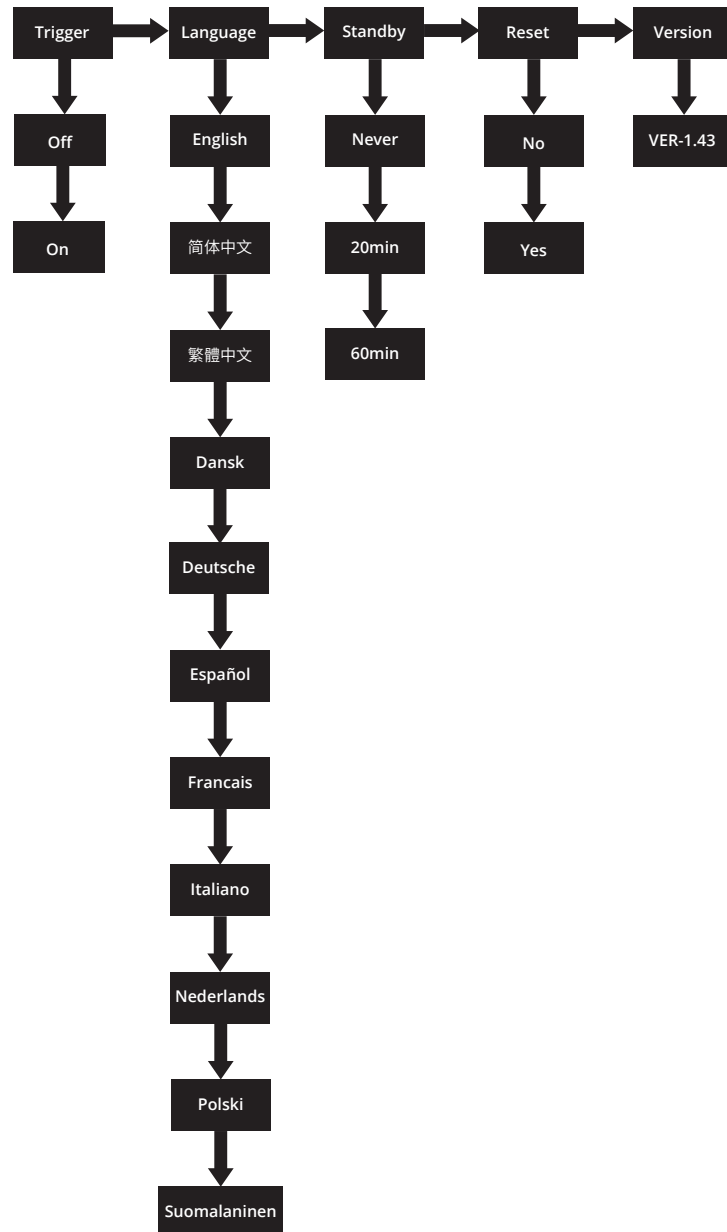 Trigger
Language
Standby
Reset
Version
Off
English
Never
No
VER-1.43
On
简体中文
20min
Yes
繁體中文
60min
Dansk
Deutsche
Español
Francais
Italiano
Nederlands
Polski
Suomalaninen